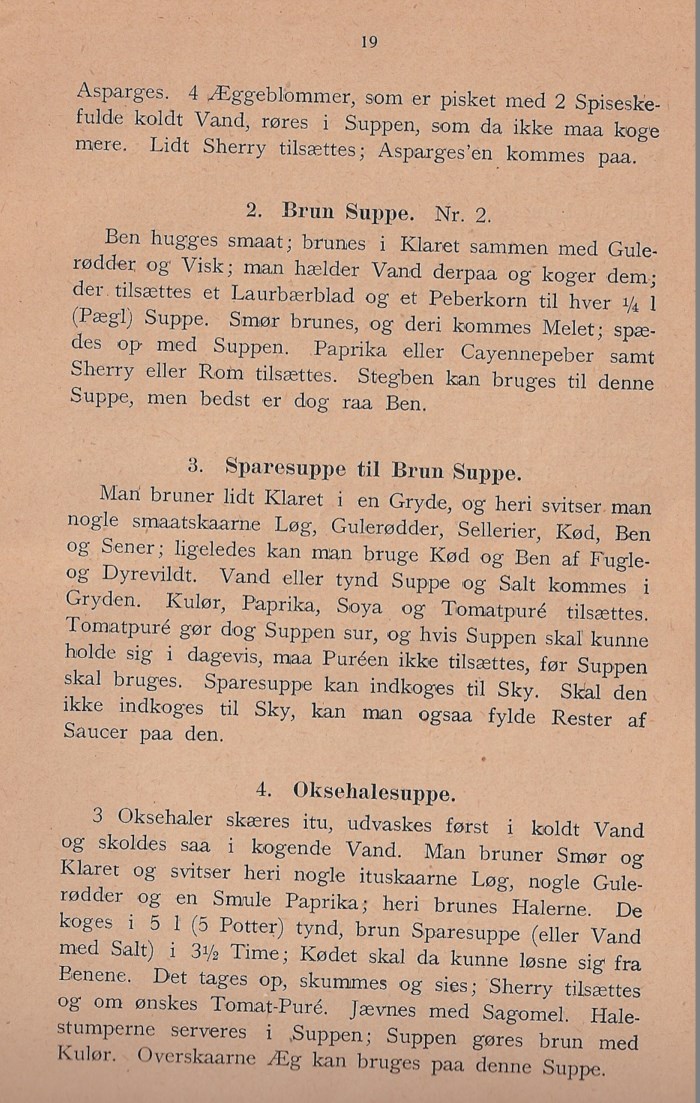 19
Asparges. 4 Æggeblommer, som er pisket med 2 Spiseske-
fulde koldt Vand, røres i Suppen, som da ikke maa koge
mere. Lidt Sherry tilsættes; Asparges'en kommes paa.
2. Brun Suppe. Nr. 2.
Ben hugges smaat; brunes i Klaret sammen med Gule-
rødder og Visk; man hælder Vand derpaa og koger dem;
der tilsættes et Laurbærblad og et Peberkorn til hver ¼ l
(Pægl) Suppe. Smør brunes, og deri kommes Melet; spæ-
des op med Suppen. Paprika eller Cayennepeber samt
Sherry eller Rom tilsættes. Stegben kan bruges til denne
Suppe, men bedst er dog raa Ben.
3. Sparesuppe til Brun Suppe.
Man bruner lidt Klaret i en Gryde, og heri svitser man
nogle smaatskaarne Løg, Gulerødder, Sellerier, Kød, Ben
og Sener; ligeledes kan man bruge Kød og Ben af Fugle-
og Dyrevildt. Vand eller tynd Suppe og Salt kommes i
Gryden. Kulør, Paprika, Soya og Tomatpuré tilsættes.
Tomatpuré gør dog Suppen sur, og hvis Suppen skal kunne
holde sig i dagevis, maa Puréen ikke tilsættes, før Suppen
skal bruges. Sparesuppe kan indkoges til Sky. Skal den
ikke indkoges til Sky, kan man ogsaa fylde Rester af
Saucer paa den.
4. Oksehalesuppe.
3 Oksehaler skæres itu, udvaskes først i koldt Vand
og skoldes saa i kogende Vand. Man bruner Smør og
Klaret og svitser heri nogle ituskaarne Løg, nogle Gule-
rødder og en Smule Paprika; heri brunes Halerne. De
koges i 5 l (5 Potter) tynd, brun Sparesuppe (eller Vand
med Salt) i 3½ Time; Kødet skal da kunne løsne sig fra
Benene. Det tages op, skummes og sies; Sherry tilsættes
og om ønskes Tomat-Puré. Jævnes med Sagomel. Hale-
stumperne serveres i Suppen; Suppen gøres brun med
Kulør. Overskaarne Æg kan bruges paa denne Suppe.